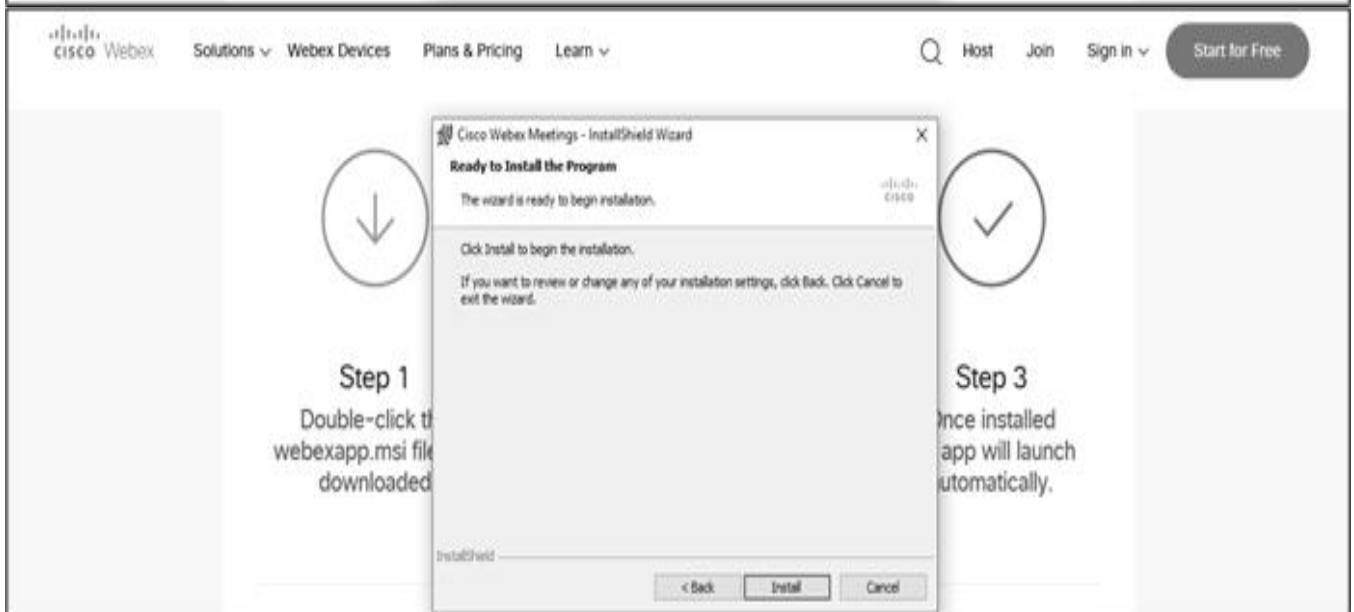 cisco Webex Solutions Webex Devices Plans & Pricing Learn Host Join Sign in Start for Free
Cisco Webex Meetings - InstallShield Wizard X
Ready to Install the Program
The wizard is ready to begin installation.
cisco
Click Install to begin the installation.
If you want to review or change any of your installation settings, click Back. Click Cancel to
exit the wizard.
Step 1
Double-click th
webexapp.msi file
downloaded
Step 3
Once installed
app will launch
utomatically.
InstallShield
< Back Install Cancel